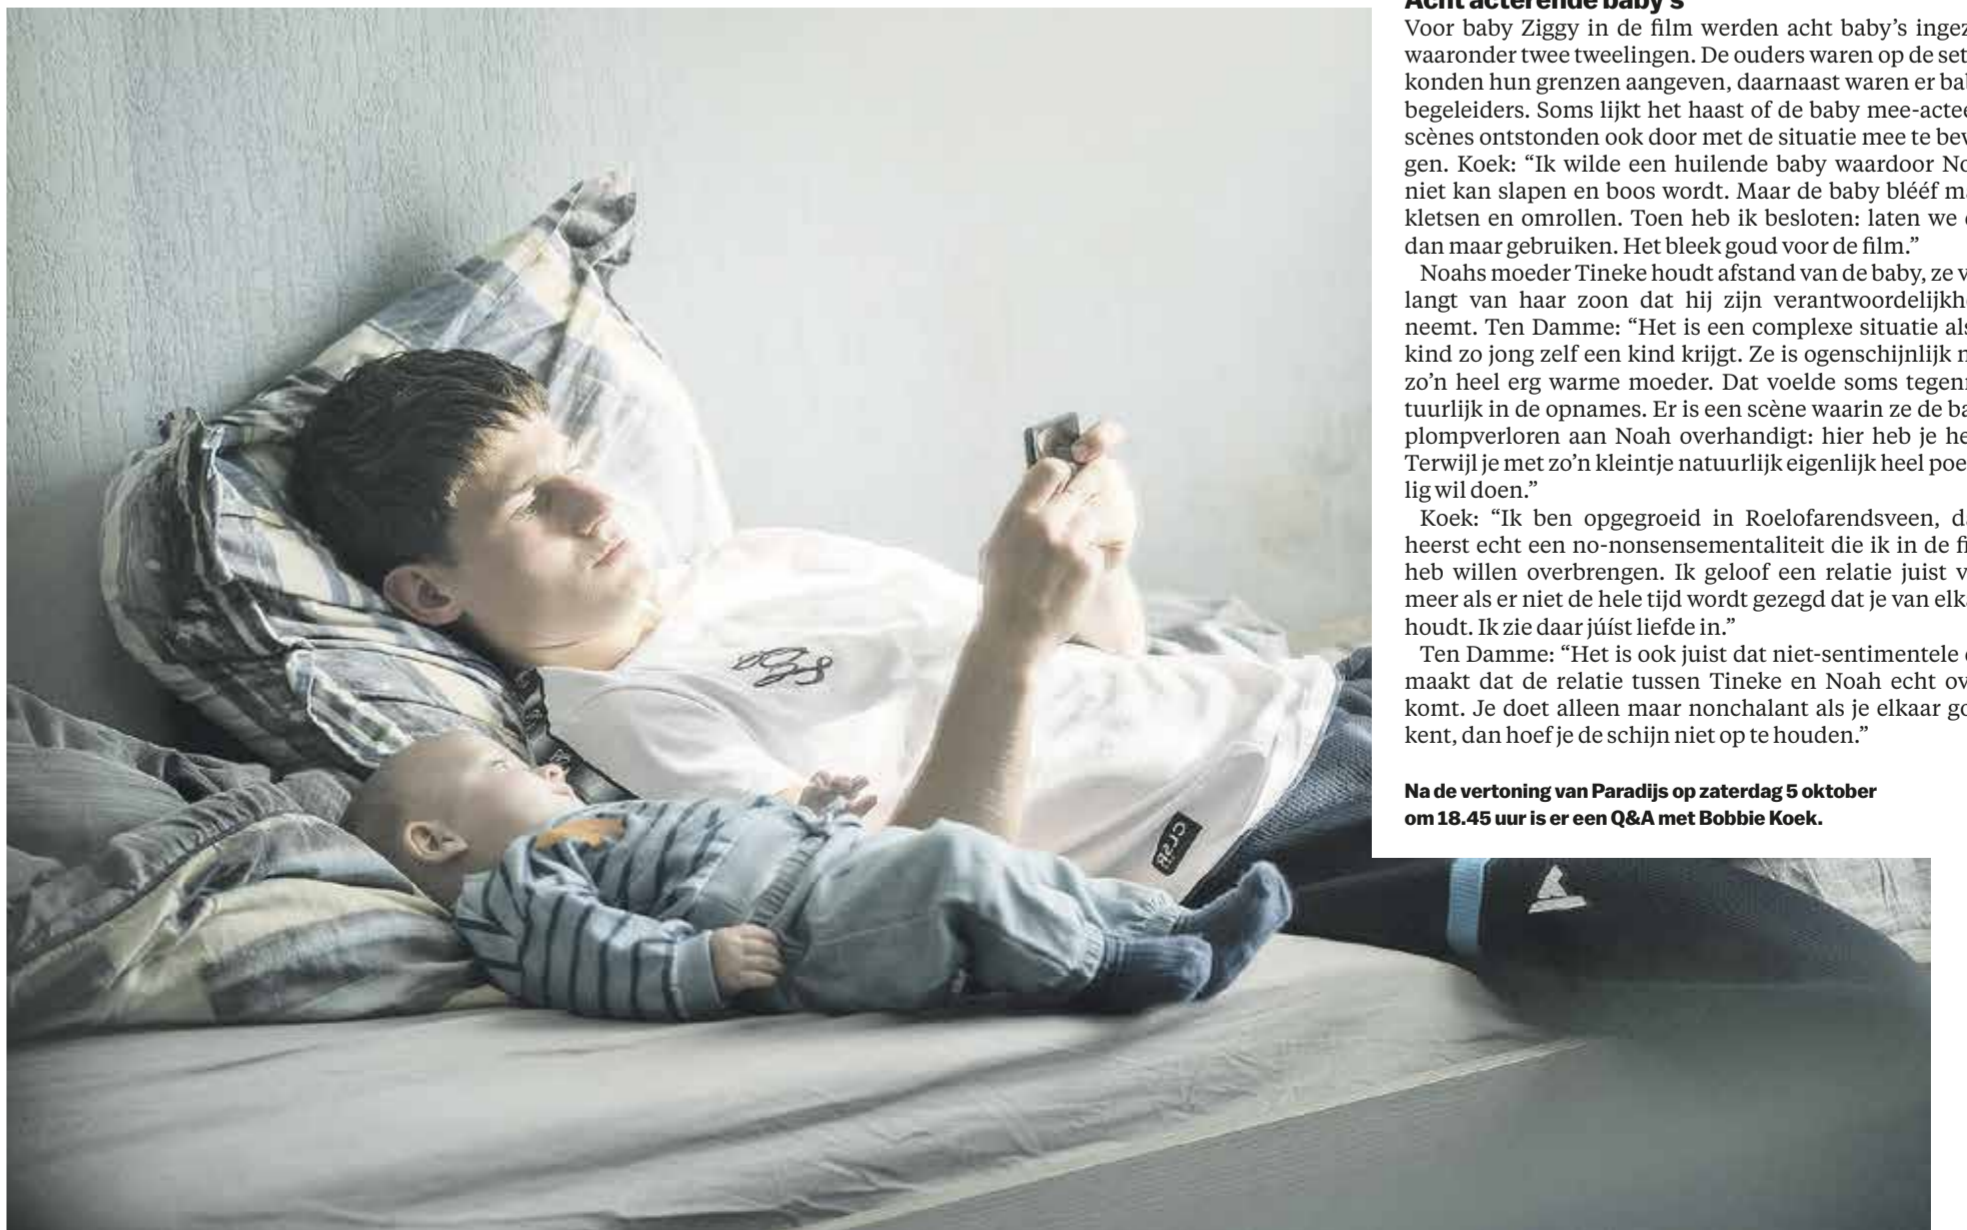 Acht acterende baby's
Voor baby Ziggy in de film werden acht baby's ingez
waaronder twee tweelingen. De ouders waren op de set
konden hun grenzen aangeven, daarnaast waren er bab
begeleiders. Soms lijkt het haast of de baby mee-actee
scènes ontstonden ook door met de situatie mee te bev
gen. Koek: “Ik wilde een huilende baby waardoor No
niet kan slapen en boos wordt. Maar de baby blééf ma
kletsen en omrollen. Toen heb ik besloten: laten we
dan maar gebruiken. Het bleek goud voor de film.”
Noahs moeder Tineke houdt afstand van de baby, ze v
langt van haar zoon dat hij zijn verantwoordelijkhe
neemt. Ten Damme: “Het is een complexe situatie als
kind zo jong zelf een kind krijgt. Ze is ogenschijnlijk n
zo’n heel erg warme moeder. Dat voelde soms tegenn
tuurlijk in de opnames. Er is een scène waarin ze de ba
plompverloren aan Noah overhandigt: hier heb je he
Terwijl je met zo’n kleintje natuurlijk eigenlijk heel poe
lig wil doen.”
Koek: “Ik ben opgegroeid in Roelofarendsveen, da
heerst echt een no-nonsensementaliteit die ik in de fi
heb willen overbrengen. Ik geloof een relatie juist v
meer als er niet de hele tijd wordt gezegd dat je van elka
houdt. Ik zie daar júíst liefde in.”
Ten Damme: “Het is ook juist dat niet-sentimentele
maakt dat de relatie tussen Tineke en Noah echt ov
komt. Je doet alleen maar nonchalant als je elkaar go
kent, dan hoef je de schijn niet op te houden.”
Na de vertoning van Paradijs op zaterdag 5 oktober
om 18.45 uur is er een Q&A met Bobbie Koek.
CLSR